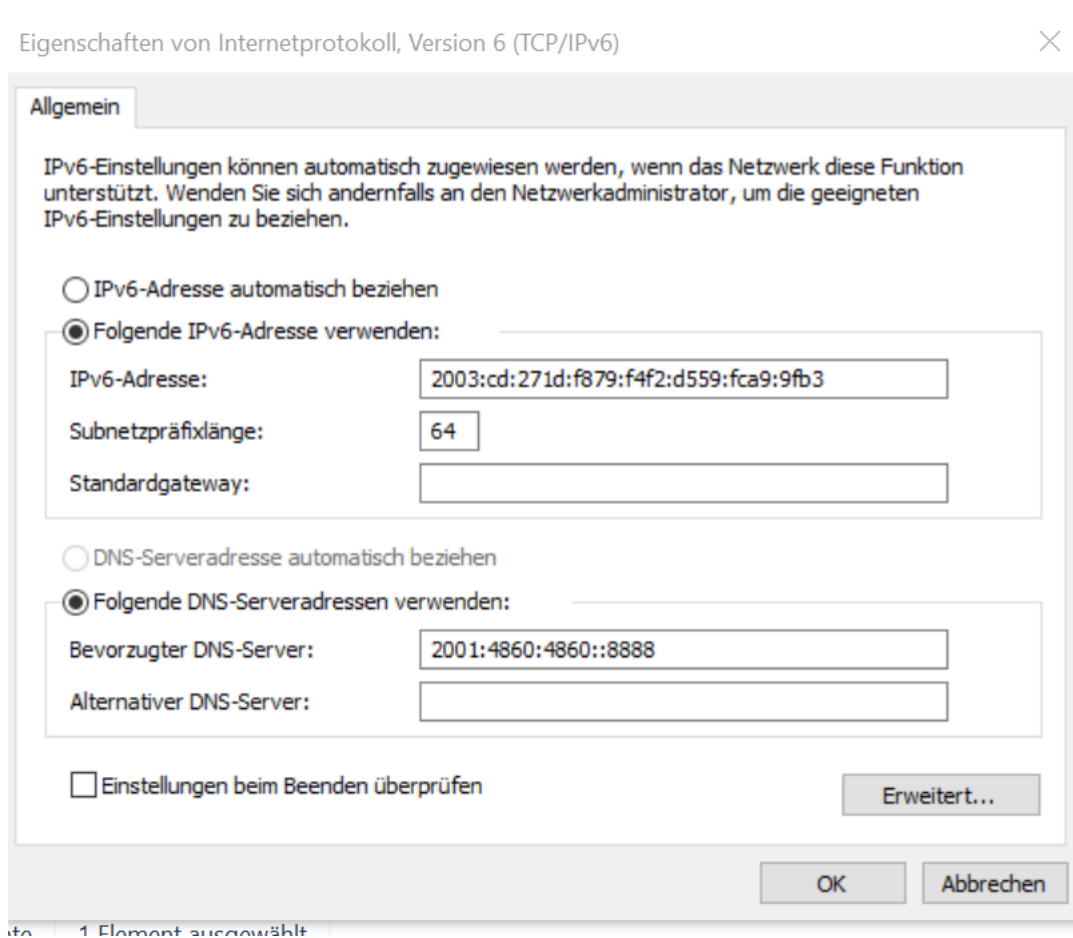 Eigenschaften von Internetprotokoll, Version 6 (TCP/IPv6)
Allgemein
IPv6-Einstellungen können automatisch zugewiesen werden, wenn das Netzwerk diese Funktion
unterstützt. Wenden Sie sich andernfalls an den Netzwerkadministrator, um die geeigneten
IPv6-Einstellungen zu beziehen.
IPv6-Adresse automatisch beziehen
Folgende IPv6-Adresse verwenden:
IPv6-Adresse: 2003:cd:271d:f879:f4f2:d559:fca9:9fb3
Subnetzpräfixlänge: 64
Standardgateway:
DNS-Serveradresse automatisch beziehen
Folgende DNS-Serveradressen verwenden:
Bevorzugter DNS-Server: 2001:4860:4860::8888
Alternativer DNS-Server:
Einstellungen beim Beenden überprüfen
Erweitert...
OK Abbrechen
1 Element ausgewählt